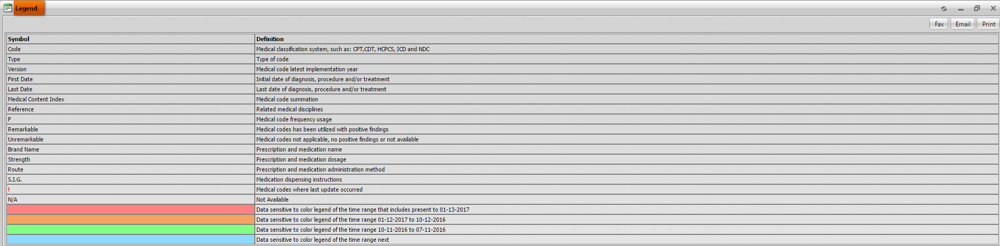 Legend
Fax Email Print
Symbol Definition
Code Medical classification system, such as: CPT,CDT, HCPCS, ICD and NDC
Type Type of code
Version Medical code latest implementation year
First Date Initial date of diagnosis, procedure and/or treatment
Last Date Last date of diagnosis, procedure and/or treatment
Medical Content Index Medical code summation
Reference Related medical disciplines
F Medical code frequency usage
Remarkable Medical codes has been utilized with positive findings
Unremarkable Medical codes not applicable, no positive findings or not available
Brand Name Prescription and medication name
Strength Prescription and medication dosage
Route Prescription and medication administration method
S.I.G. Medication dispensing instructions
! Medical codes where last update occurred
N/A Not Available
Data sensitive to color legend of the time range that includes present to 01-13-2017
Data sensitive to color legend of the time range 01-12-2017 to 10-12-2016
Data sensitive to color legend of the time range 10-11-2016 to 07-11-2016
Data sensitive to color legend of the time range next